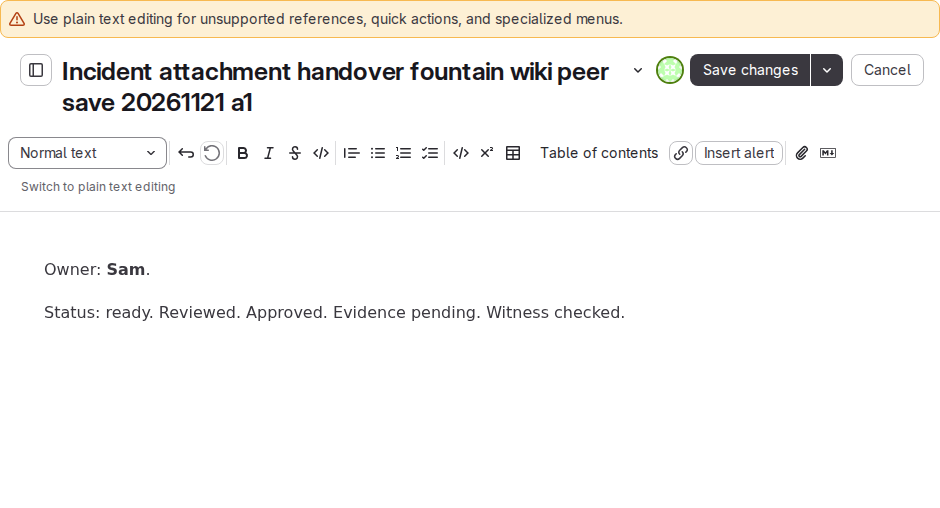 Use plain text editing for unsupported references, quick actions, and specialized menus.
Incident attachment handover fountain wiki peer
save 20261121 a1
Save changes
Cancel
Normal text
Table of contents
Insert alert
Switch to plain text editing
Owner: Sam.
Status: ready. Reviewed. Approved. Evidence pending. Witness checked.